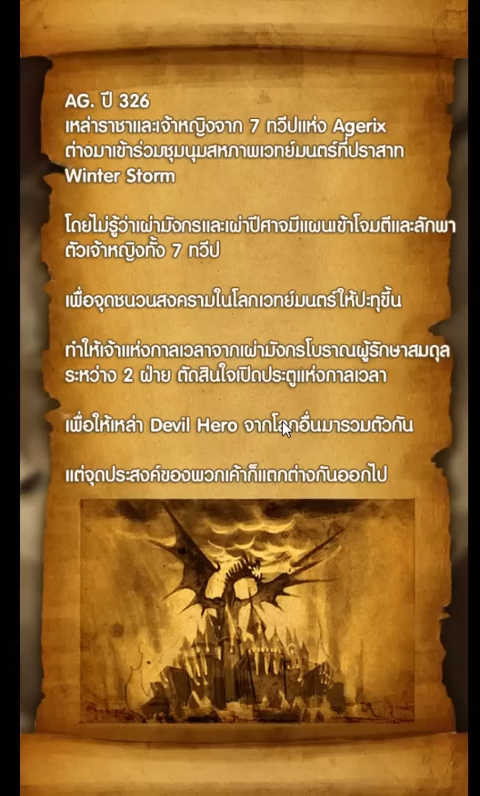 AG. ปี 326
เหล่าราชาและเจ้าหญิงจาก 7 ทวีปแห่ง Agerix
ต่างมาเข้าร่วมชุมนุมสหภาพเวทย์มนตร์ที่ปราสาท
Winter Storm
โดยไม่รู้ว่าเผ่ามังกรและเผ่าปีศาจมีแผนเข้าโจมตีและลักพา
ตัวเจ้าหญิงทั้ง 7 ทวีป
เพื่อจุดชนวนสงครามในโลกเวทย์มนตร์ให้ปะทุขึ้น
ทำให้เจ้าแห่งกาลเวลาจากเผ่ามังกรโบราณผู้รักษาสมดุล
ระหว่าง 2 ฝ่าย ตัดสินใจเปิดประตูแห่งกาลเวลา
เพื่อให้เหล่า Devil Hero จากโลกอื่นมารวมตัวกัน
แต่จุดประสงค์ของพวกเค้าก็แตกต่างกันออกไป